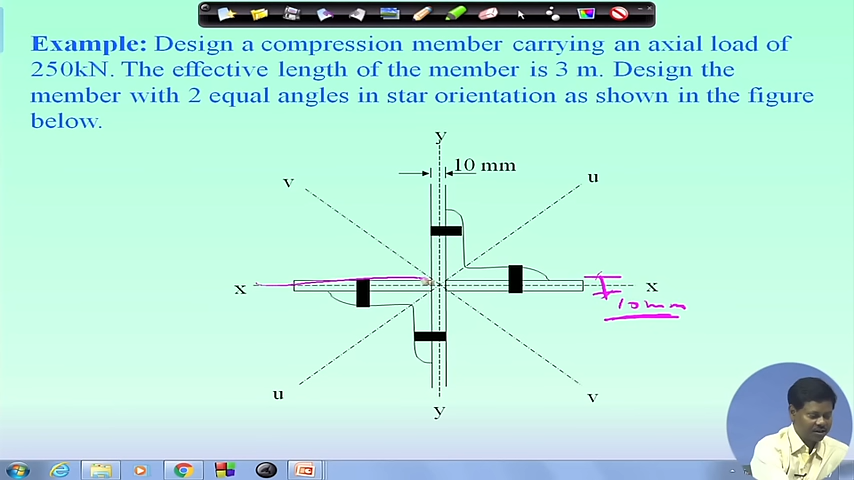 Example: Design a compression member carrying an axial load of
250kN. The effective length of the member is 3 m. Design the
member with 2 equal angles in star orientation as shown in the figure
below.
y
10 mm
v
u
x
x
10mm
u
v
y